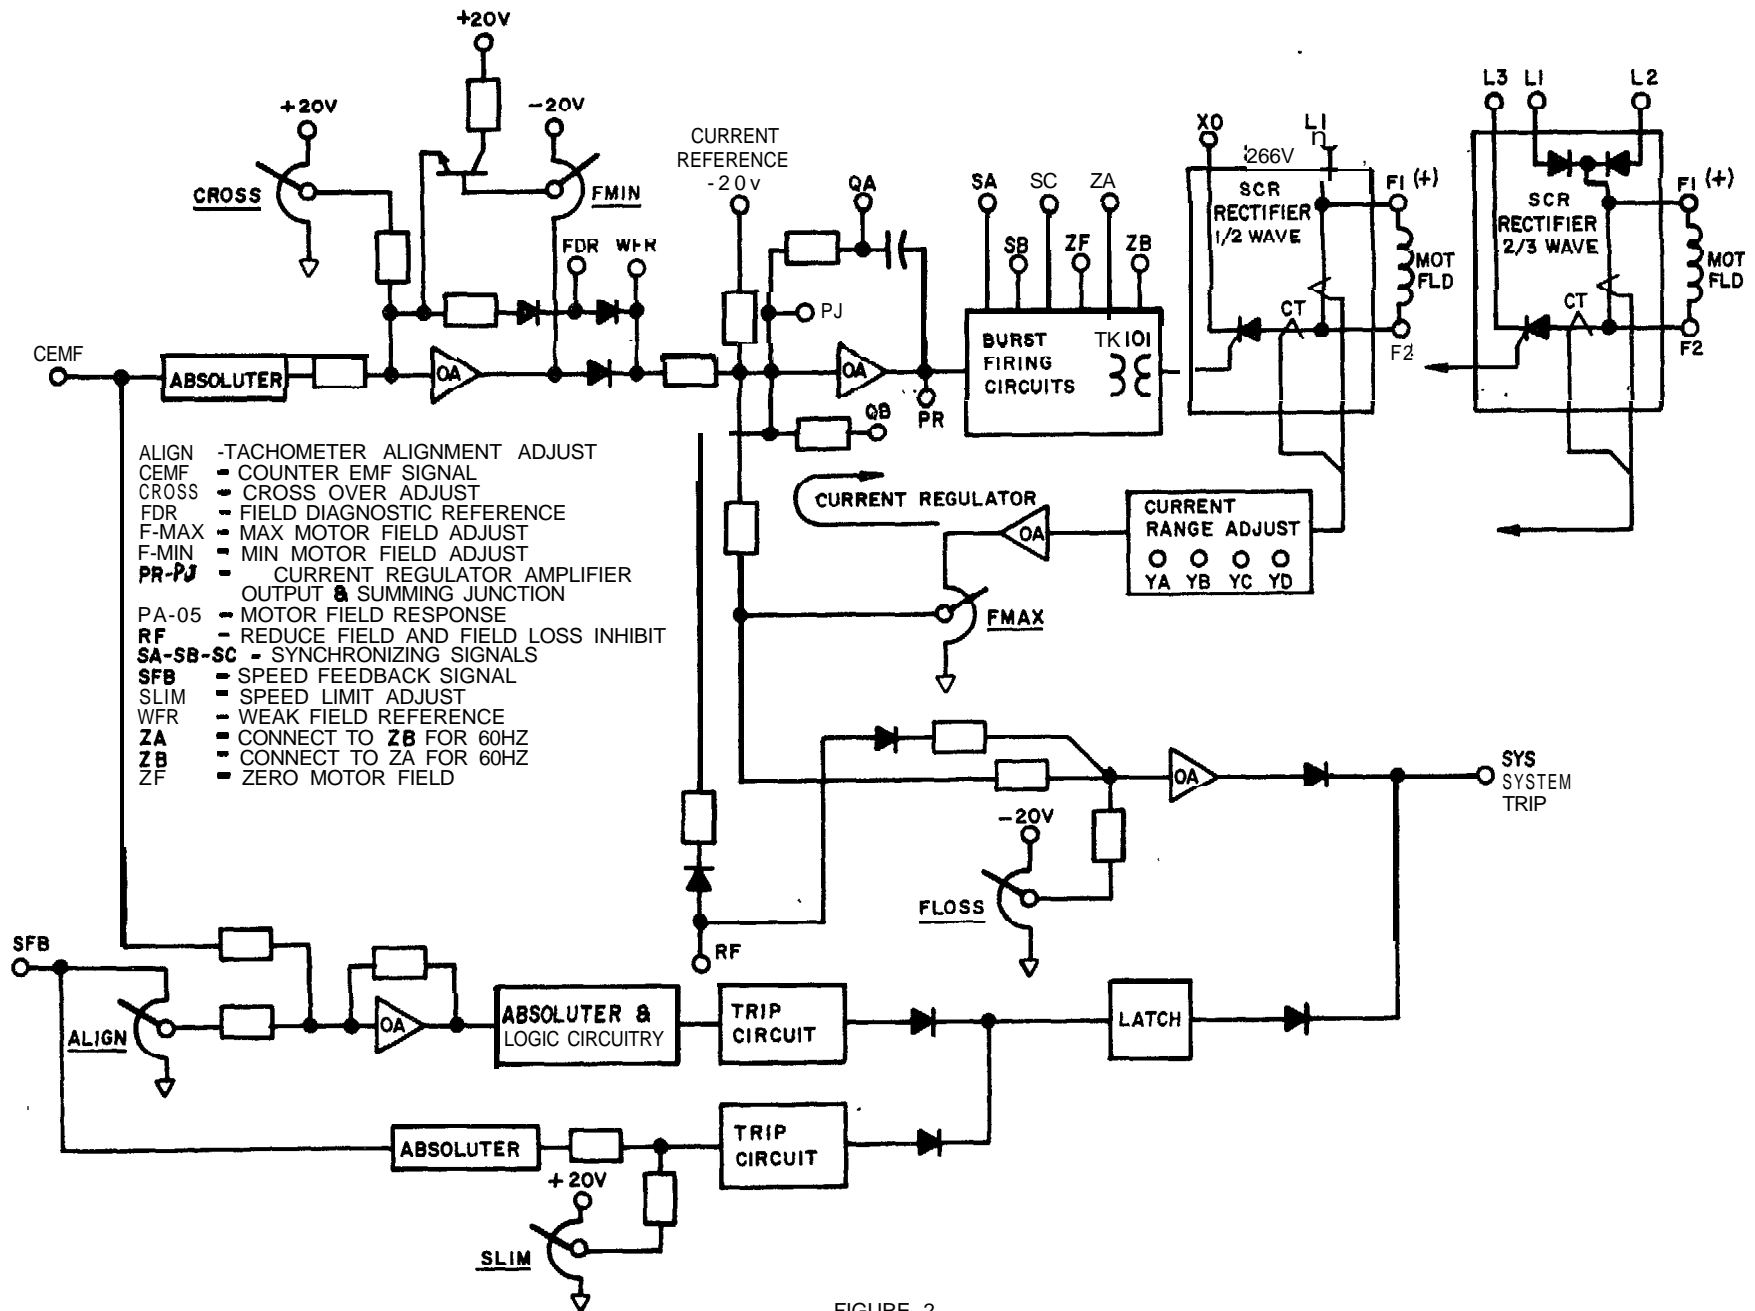 +20V
+20V
-20V
CROSS
FMIN
FDR WFR
CURRENT
REFERENCE
-20v
QA
PJ
QB
PR
CEMF
ABSOLUTER
OA
OA
SA
SC
ZA
SB
ZF
ZB
BURST
FIRING
CIRCUITS
TK 101
X0
L1
266V
SCR
RECTIFIER
1/2 WAVE
CT
F1 (+)
MOT
FLD
F2
L3 L1
L2
SCR
RECTIFIER
2/3 WAVE
CT
F1 (+)
MOT
FLD
F2
ALIGN -TACHOMETER ALIGNMENT ADJUST
CEMF - COUNTER EMF SIGNAL
CROSS - CROSS OVER ADJUST
FDR - FIELD DIAGNOSTIC REFERENCE
F-MAX - MAX MOTOR FIELD ADJUST
F-MIN - MIN MOTOR FIELD ADJUST
PR-PJ - CURRENT REGULATOR AMPLIFIER
OUTPUT & SUMMING JUNCTION
PA-05 - MOTOR FIELD RESPONSE
RF - REDUCE FIELD AND FIELD LOSS INHIBIT
SA-SB-SC - SYNCHRONIZING SIGNALS
SFB - SPEED FEEDBACK SIGNAL
SLIM - SPEED LIMIT ADJUST
WFR - WEAK FIELD REFERENCE
ZA - CONNECT TO ZB FOR 60HZ
ZB - CONNECT TO ZA FOR 60HZ
ZF - ZERO MOTOR FIELD
CURRENT REGULATOR
OA
CURRENT
RANGE ADJUST
YA YB YC YD
FMAX
OA
SYS
SYSTEM
TRIP
-20V
FLOSS
RF
SFB
ALIGN
OA
ABSOLUTER &
LOGIC CIRCUITRY
TRIP
CIRCUIT
LATCH
ABSOLUTER
TRIP
CIRCUIT
+20V
SLIM
FIGURE 2